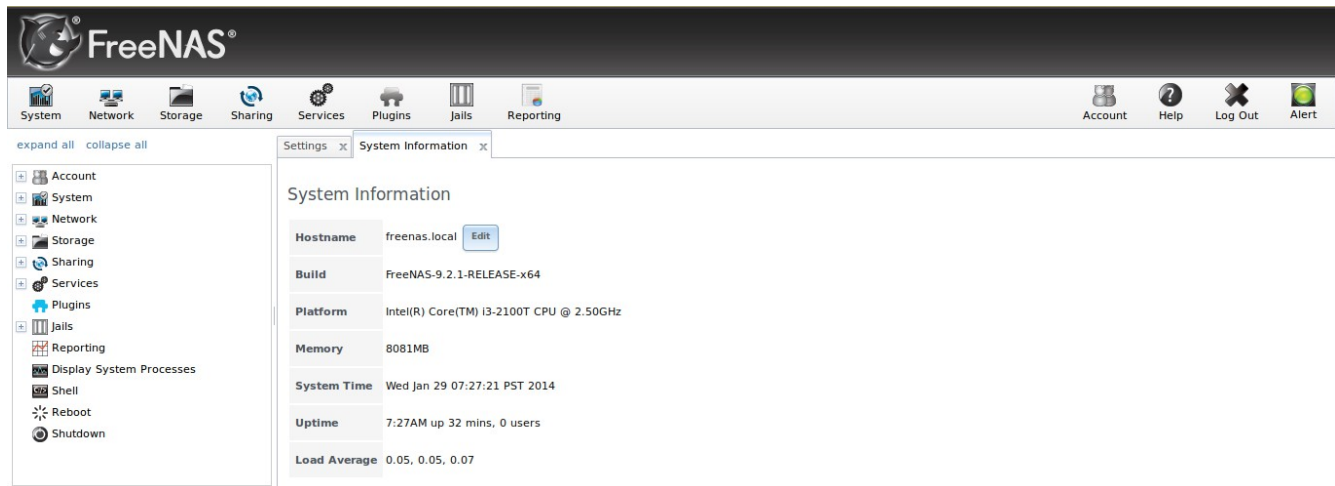 FreeNAS®
System Network Storage Sharing Services Plugins Jails Reporting Account Help Log Out Alert
expand all collapse all
Settings x System Information x
Account
System
Network
Storage
Sharing
Services
Plugins
Jails
Reporting
Display System Processes
Shell
Reboot
Shutdown
System Information
Hostname freenas.local Edit
Build FreeNAS-9.2.1-RELEASE-x64
Platform Intel(R) Core(TM) i3-2100T CPU @ 2.50GHz
Memory 8081MB
System Time Wed Jan 29 07:27:21 PST 2014
Uptime 7:27AM up 32 mins, 0 users
Load Average 0.05, 0.05, 0.07